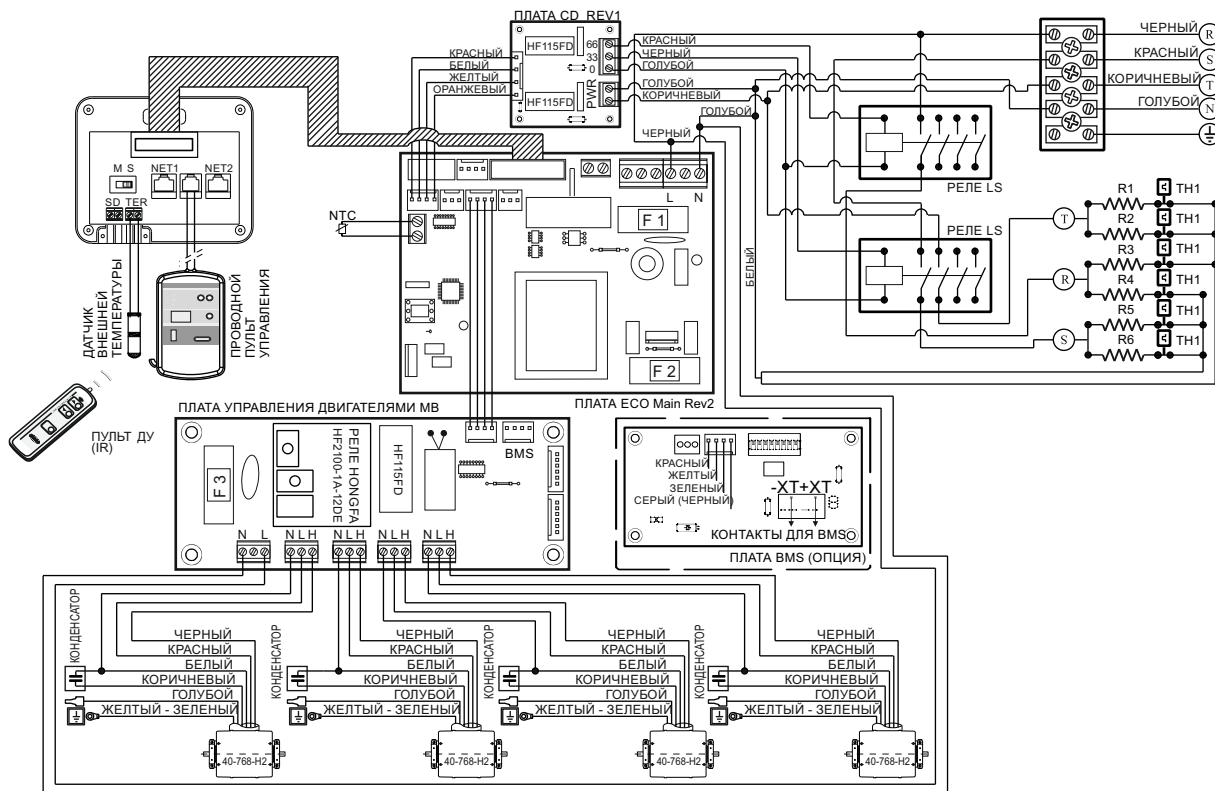 ПЛАТА CD REV1
HF115FD
HF115FD
66
33
0
PWR
КРАСНЫЙ
БЕЛЫЙ
ЖЕЛТЫЙ
ОРАНЖЕВЫЙ
КРАСНЫЙ
ЧЕРНЫЙ
ГОЛУБОЙ
ГОЛУБОЙ
КОРИЧНЕВЫЙ
ГОЛУБОЙ
ЧЕРНЫЙ
ЧЕРНЫЙ
R
КРАСНЫЙ
S
КОРИЧНЕВЫЙ
T
ГОЛУБОЙ
N
РЕЛЕ LS
РЕЛЕ LS
БЕЛЫЙ
T
R
S
R1
TH1
R2
TH1
R3
TH1
R4
TH1
R5
TH1
R6
TH1
M S
NET1
NET2
SD
TER
NTC
L
N
F 1
F 2
ПЛАТА ECO Main Rev2
ДАТЧИК
ВНЕШНЕЙ
ТЕМПЕРАТУРЫ
ПРОВОДНОЙ
ПУЛЬТ
УПРАВЛЕНИЯ
ПУЛЬТ ДУ
(IR)
ПЛАТА УПРАВЛЕНИЯ ДВИГАТЕЛЯМИ MB
F 3
РЕЛЕ HONGFA
HF2100-1A-12DE
HF115FD
BMS
N L
N L H
N L H
N L H
N L H
КРАСНЫЙ
ЖЕЛТЫЙ
ЗЕЛЕНЫЙ
СЕРЫЙ (ЧЕРНЫЙ)
-XT+XT
КОНТАКТЫ ДЛЯ BMS
ПЛАТА BMS (ОПЦИЯ)
КОНДЕНСАТОР
ЧЕРНЫЙ
КРАСНЫЙ
БЕЛЫЙ
КОРИЧНЕВЫЙ
ГОЛУБОЙ
ЖЕЛТЫЙ - ЗЕЛЕНЫЙ
40-768-H2
КОНДЕНСАТОР
ЧЕРНЫЙ
КРАСНЫЙ
БЕЛЫЙ
КОРИЧНЕВЫЙ
ГОЛУБОЙ
ЖЕЛТЫЙ - ЗЕЛЕНЫЙ
40-768-H2
КОНДЕНСАТОР
ЧЕРНЫЙ
КРАСНЫЙ
БЕЛЫЙ
КОРИЧНЕВЫЙ
ГОЛУБОЙ
ЖЕЛТЫЙ - ЗЕЛЕНЫЙ
40-768-H2
КОНДЕНСАТОР
ЧЕРНЫЙ
КРАСНЫЙ
БЕЛЫЙ
КОРИЧНЕВЫЙ
ГОЛУБОЙ
ЖЕЛТЫЙ - ЗЕЛЕНЫЙ
40-768-H2